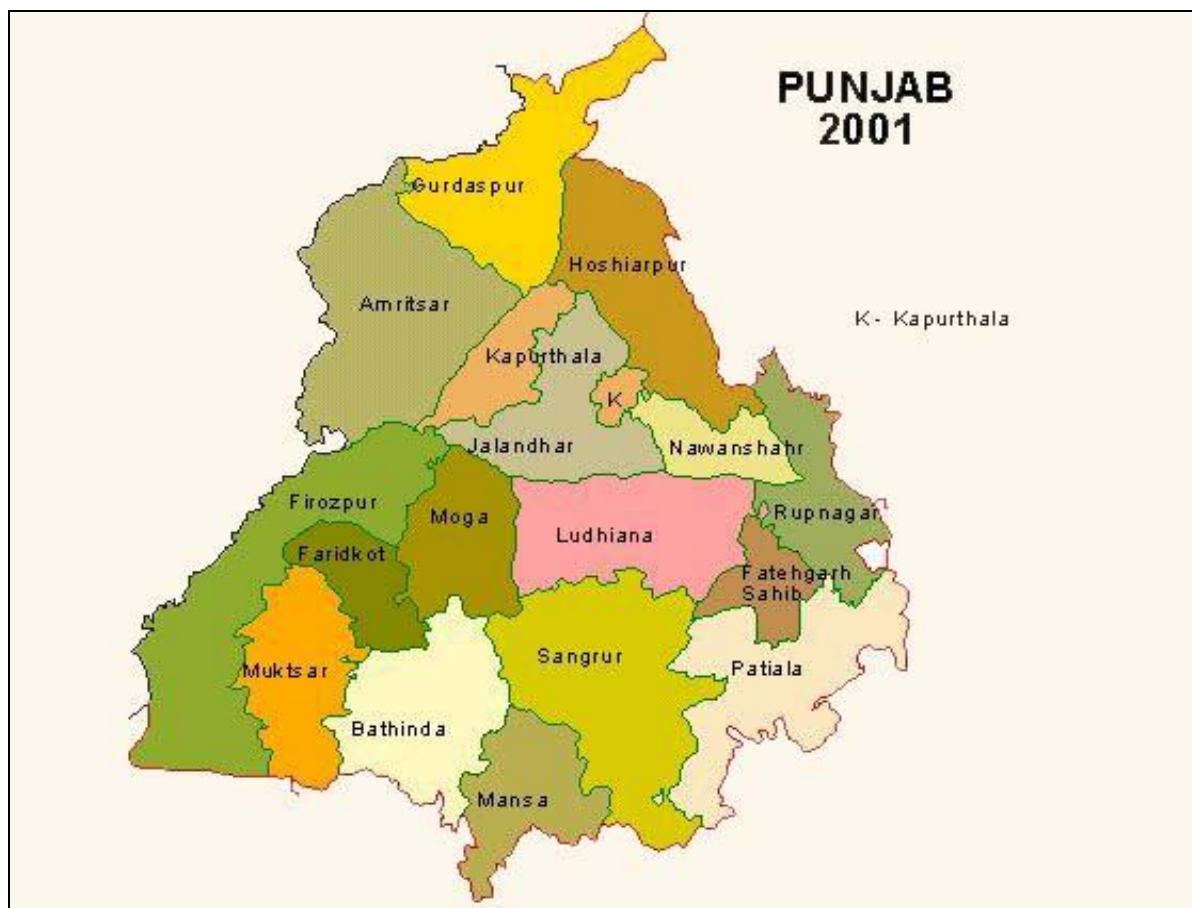 PUNJAB
2001
Gurdaspur
Hoshiarpur
Amritsar
K- Kapurthala
Kapurthala
K
Jalandhar
Nawanshahr
Firozpur
Moga
Rupnagar
Ludhiana
Faridkot
Fatehgarh
Sahib
Sangrur
Patiala
Muktsar
Bathinda
Mansa